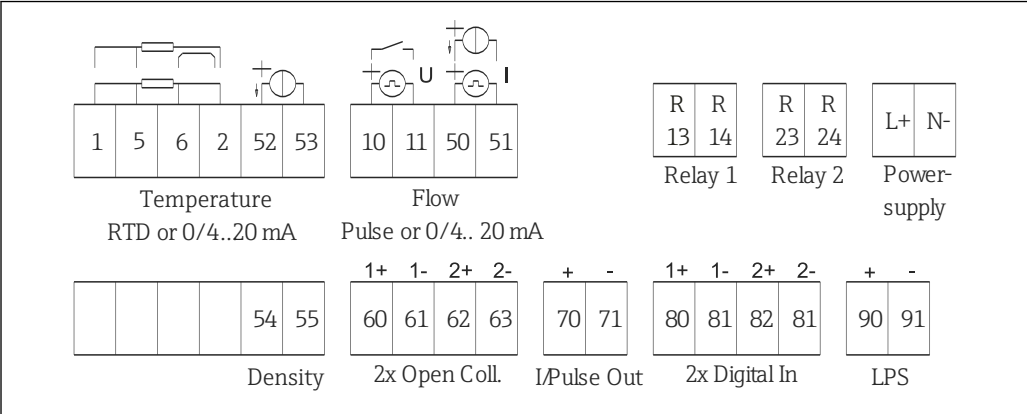 U I
1 5 6 2 52 53 10 11 50 51 R 13 R 14 R 23 R 24 L+ N-
Relay 1 Relay 2 Power-
supply
Temperature Flow
RTD or 0/4..20 mA Pulse or 0/4.. 20 mA
1+ 1- 2+ 2- + - 1+ 1- 2+ 2- + -
54 55 60 61 62 63 70 71 80 81 82 81 90 91
Density 2x Open Coll. I/Pulse Out 2x Digital In LPS